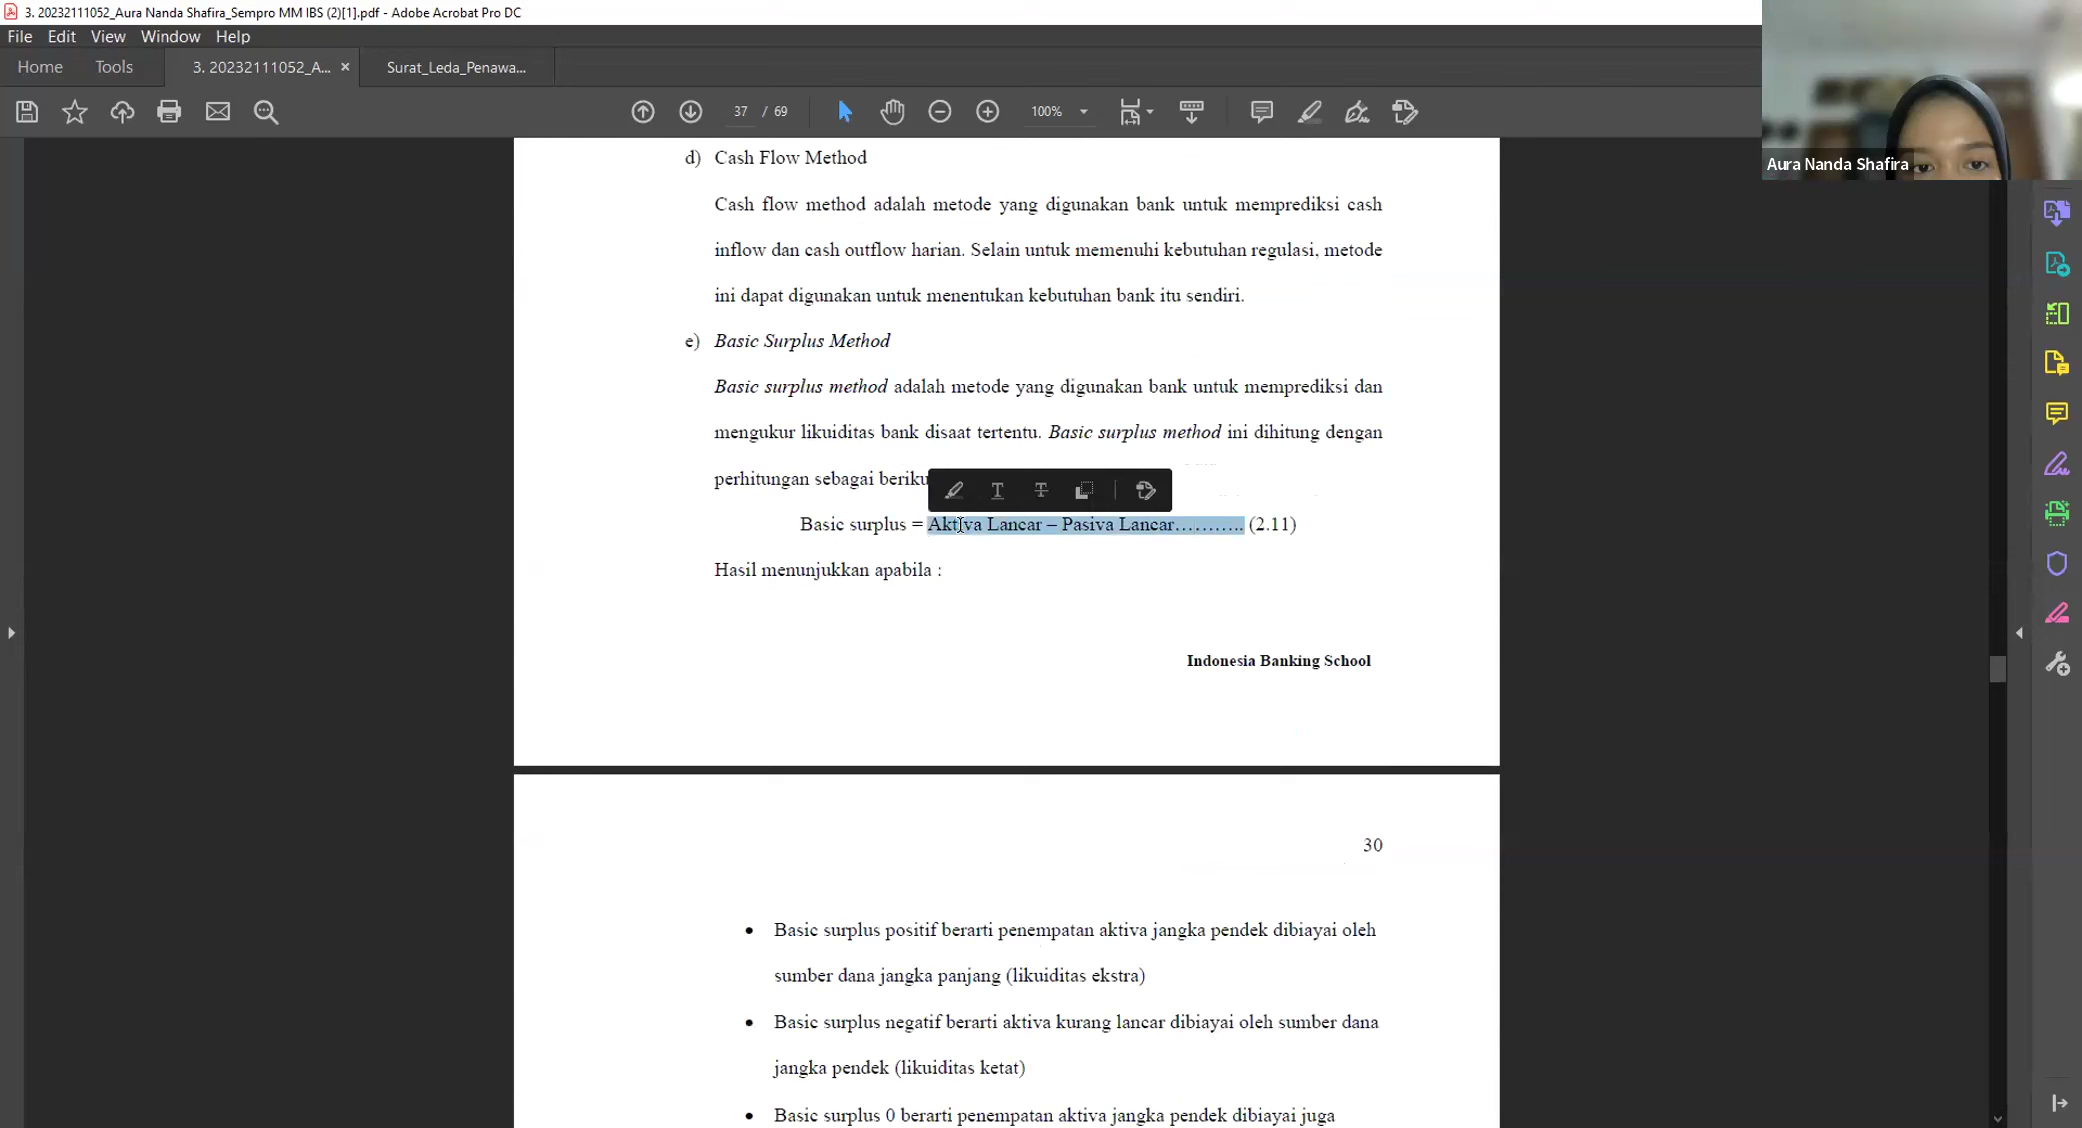 3. 20232111052_Aura Nanda Shafira_Sempro MM IBS (2)[1].pdf - Adobe Acrobat Pro DC
File Edit View Window Help
Home Tools 3. 20232111052_A... × Surat_Leda_Penawa...
37 / 69 100%
Aura Nanda Shafira
d) Cash Flow Method
Cash flow method adalah metode yang digunakan bank untuk memprediksi cash
inflow dan cash outflow harian. Selain untuk memenuhi kebutuhan regulasi, metode
ini dapat digunakan untuk menentukan kebutuhan bank itu sendiri.
e) Basic Surplus Method
Basic surplus method adalah metode yang digunakan bank untuk memprediksi dan
mengukur likuiditas bank disaat tertentu. Basic surplus method ini dihitung dengan
perhitungan sebagai beriku
Basic surplus = Aktiva Lancar – Pasiva Lancar……….. (2.11)
Hasil menunjukkan apabila :
Indonesia Banking School
30
• Basic surplus positif berarti penempatan aktiva jangka pendek dibiayai oleh
sumber dana jangka panjang (likuiditas ekstra)
• Basic surplus negatif berarti aktiva kurang lancar dibiayai oleh sumber dana
jangka pendek (likuiditas ketat)
• Basic surplus 0 berarti penempatan aktiva jangka pendek dibiayai juga